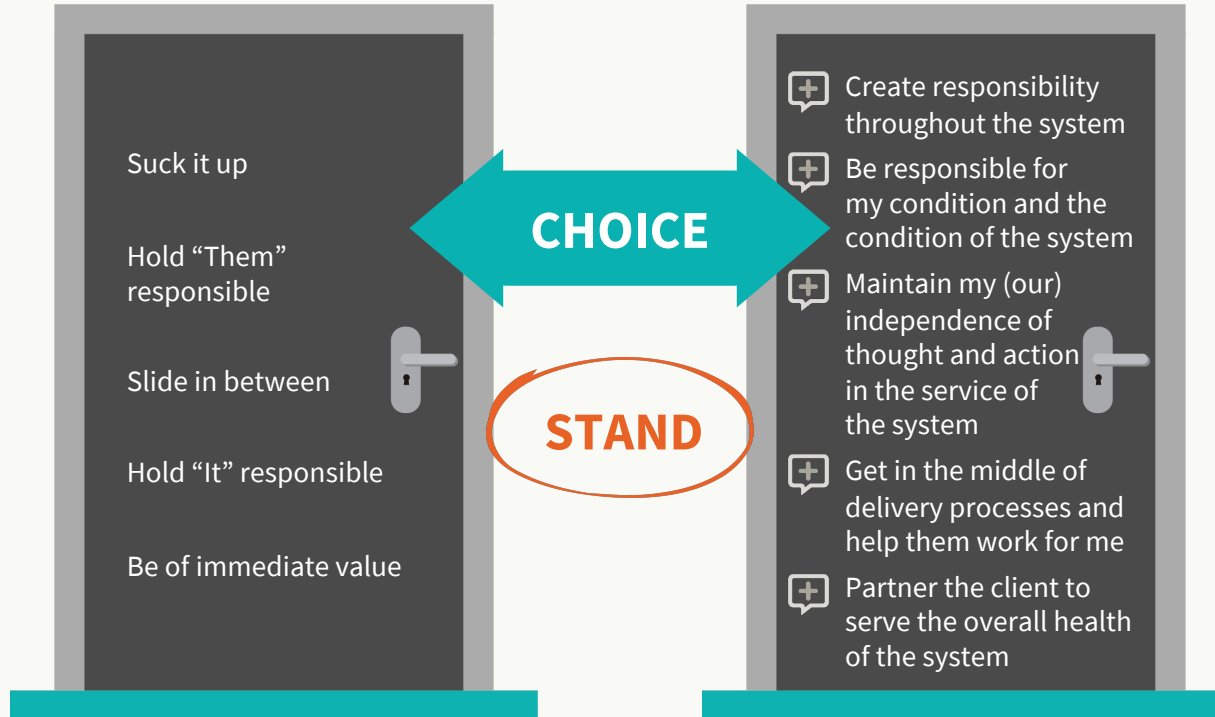 Suck it up
Hold “Them”
responsible
Slide in between
Hold “It” responsible
Be of immediate value
CHOICE
STAND
Create responsibility
throughout the system
Be responsible for
my condition and the
condition of the system
Maintain my (our)
independence of
thought and action
in the service of
the system
Get in the middle of
delivery processes and
help them work for me
Partner the client to
serve the overall health
of the system